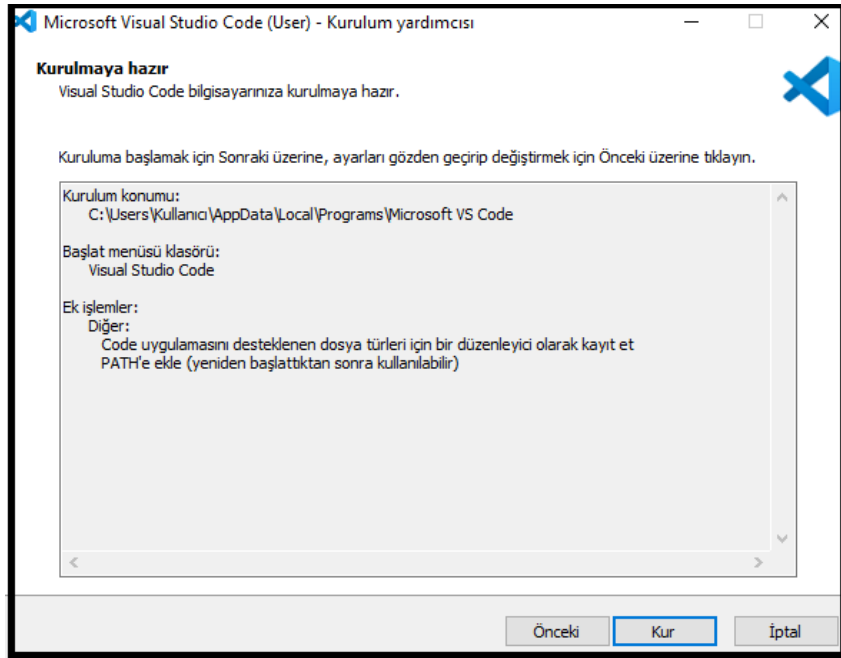 Microsoft Visual Studio Code (User) - Kurulum yardımcısı
Kurulmaya hazır
Visual Studio Code bilgisayarınıza kurulmaya hazır.
Kuruluma başlamak için Sonraki üzerine, ayarları gözden geçirip değiştirmek için Önceki üzerine tıklayın.
Kurulum konumu:
C:\Users\Kullanıcı\AppData\Local\Programs\Microsoft VS Code
Başlat menüsü klasörü:
Visual Studio Code
Ek işlemler:
Diğer:
Code uygulamasını desteklenen dosya türleri için bir düzenleyici olarak kayıt et
PATH'e ekle (yeniden başlattıktan sonra kullanılabilir)
Önceki Kur İptal